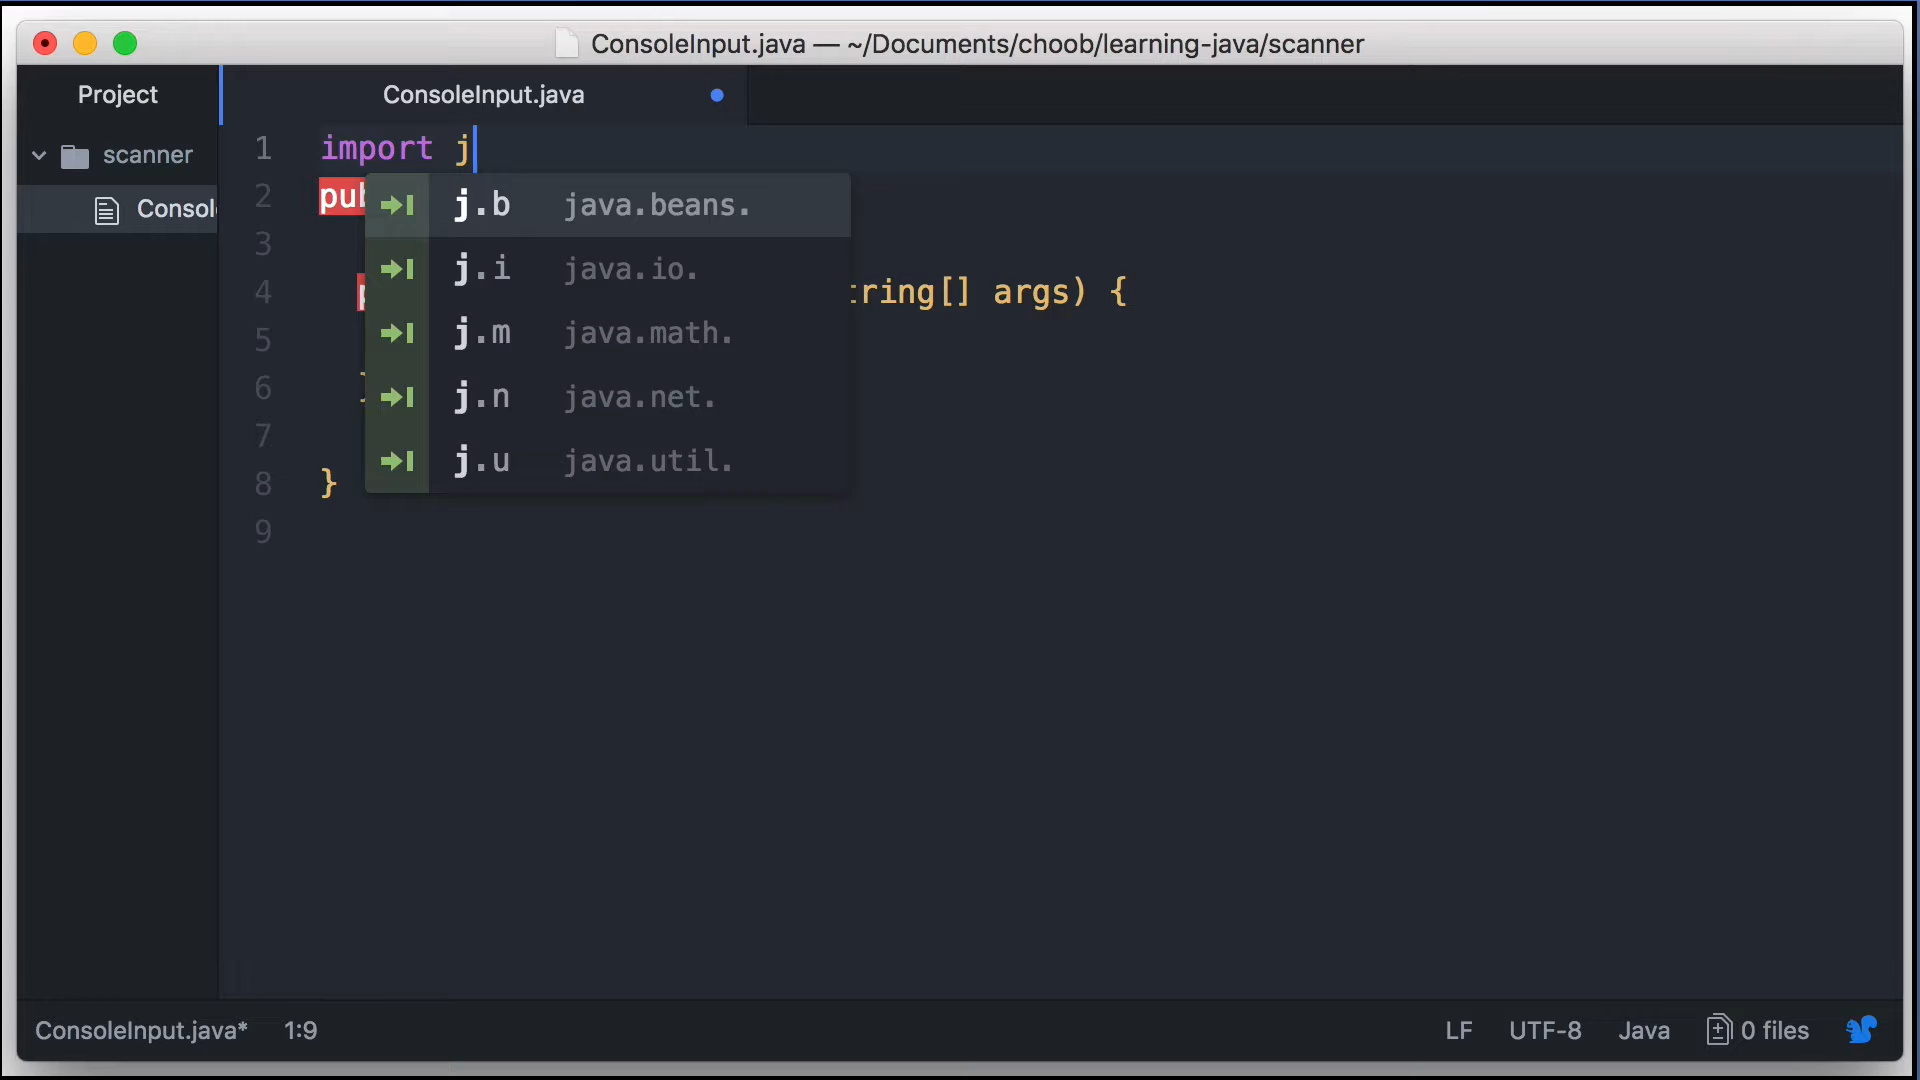 ConsoleInput.java — ~/Documents/choob/learning-java/scanner
Project
ConsoleInput.java
scanner
Consol
1 import j
2 pub
3
4 tring[] args) {
5
6 }
7
8 }
9
j.b java.beans.
j.i java.io.
j.m java.math.
j.n java.net.
j.u java.util.
ConsoleInput.java* 1:9
LF UTF-8 Java 0 files